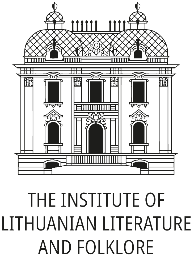 THE INSTITUTE OF
LITHUANIAN LITERATURE
AND FOLKLORE